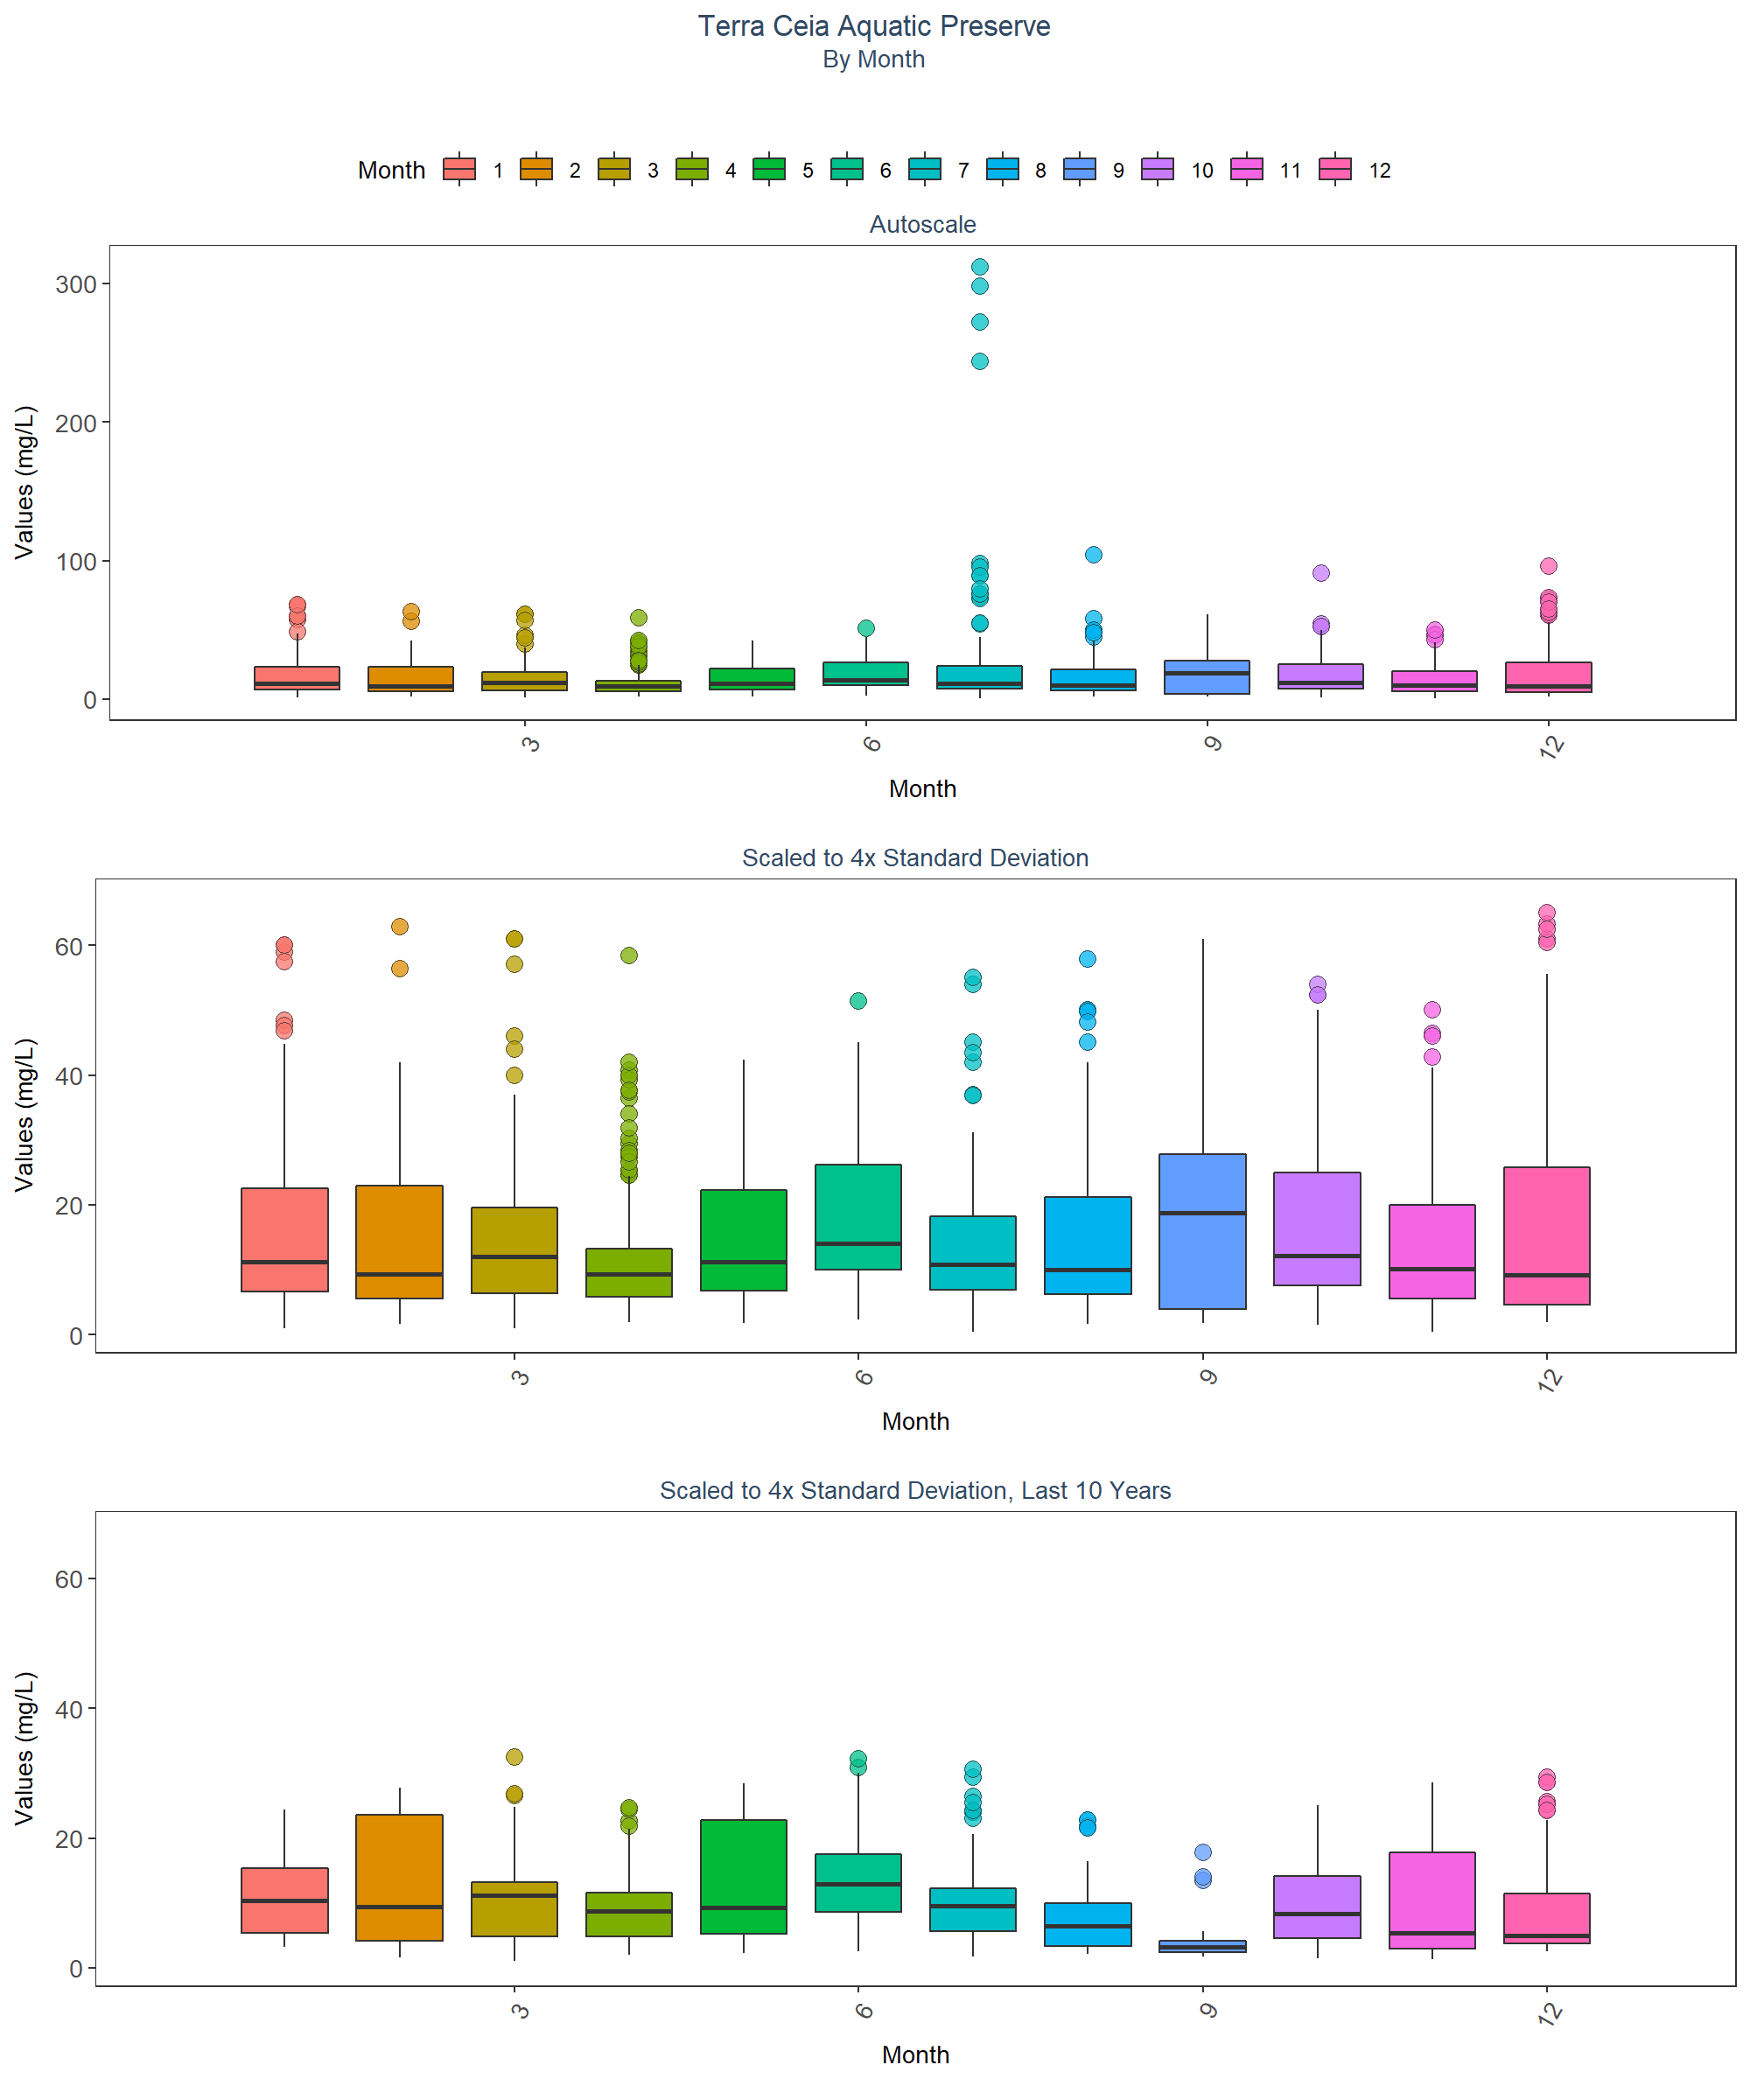 Terra Ceia Aquatic Preserve
By Month
Month 1 2 3 4 5 6 7 8 9 10 11 12
Autoscale
Values (mg/L)
300
200
100
0
3 6 9 12
Month
Scaled to 4x Standard Deviation
Values (mg/L)
60
40
20
0
3 6 9 12
Month
Scaled to 4x Standard Deviation, Last 10 Years
Values (mg/L)
60
40
20
0
3 6 9 12
Month